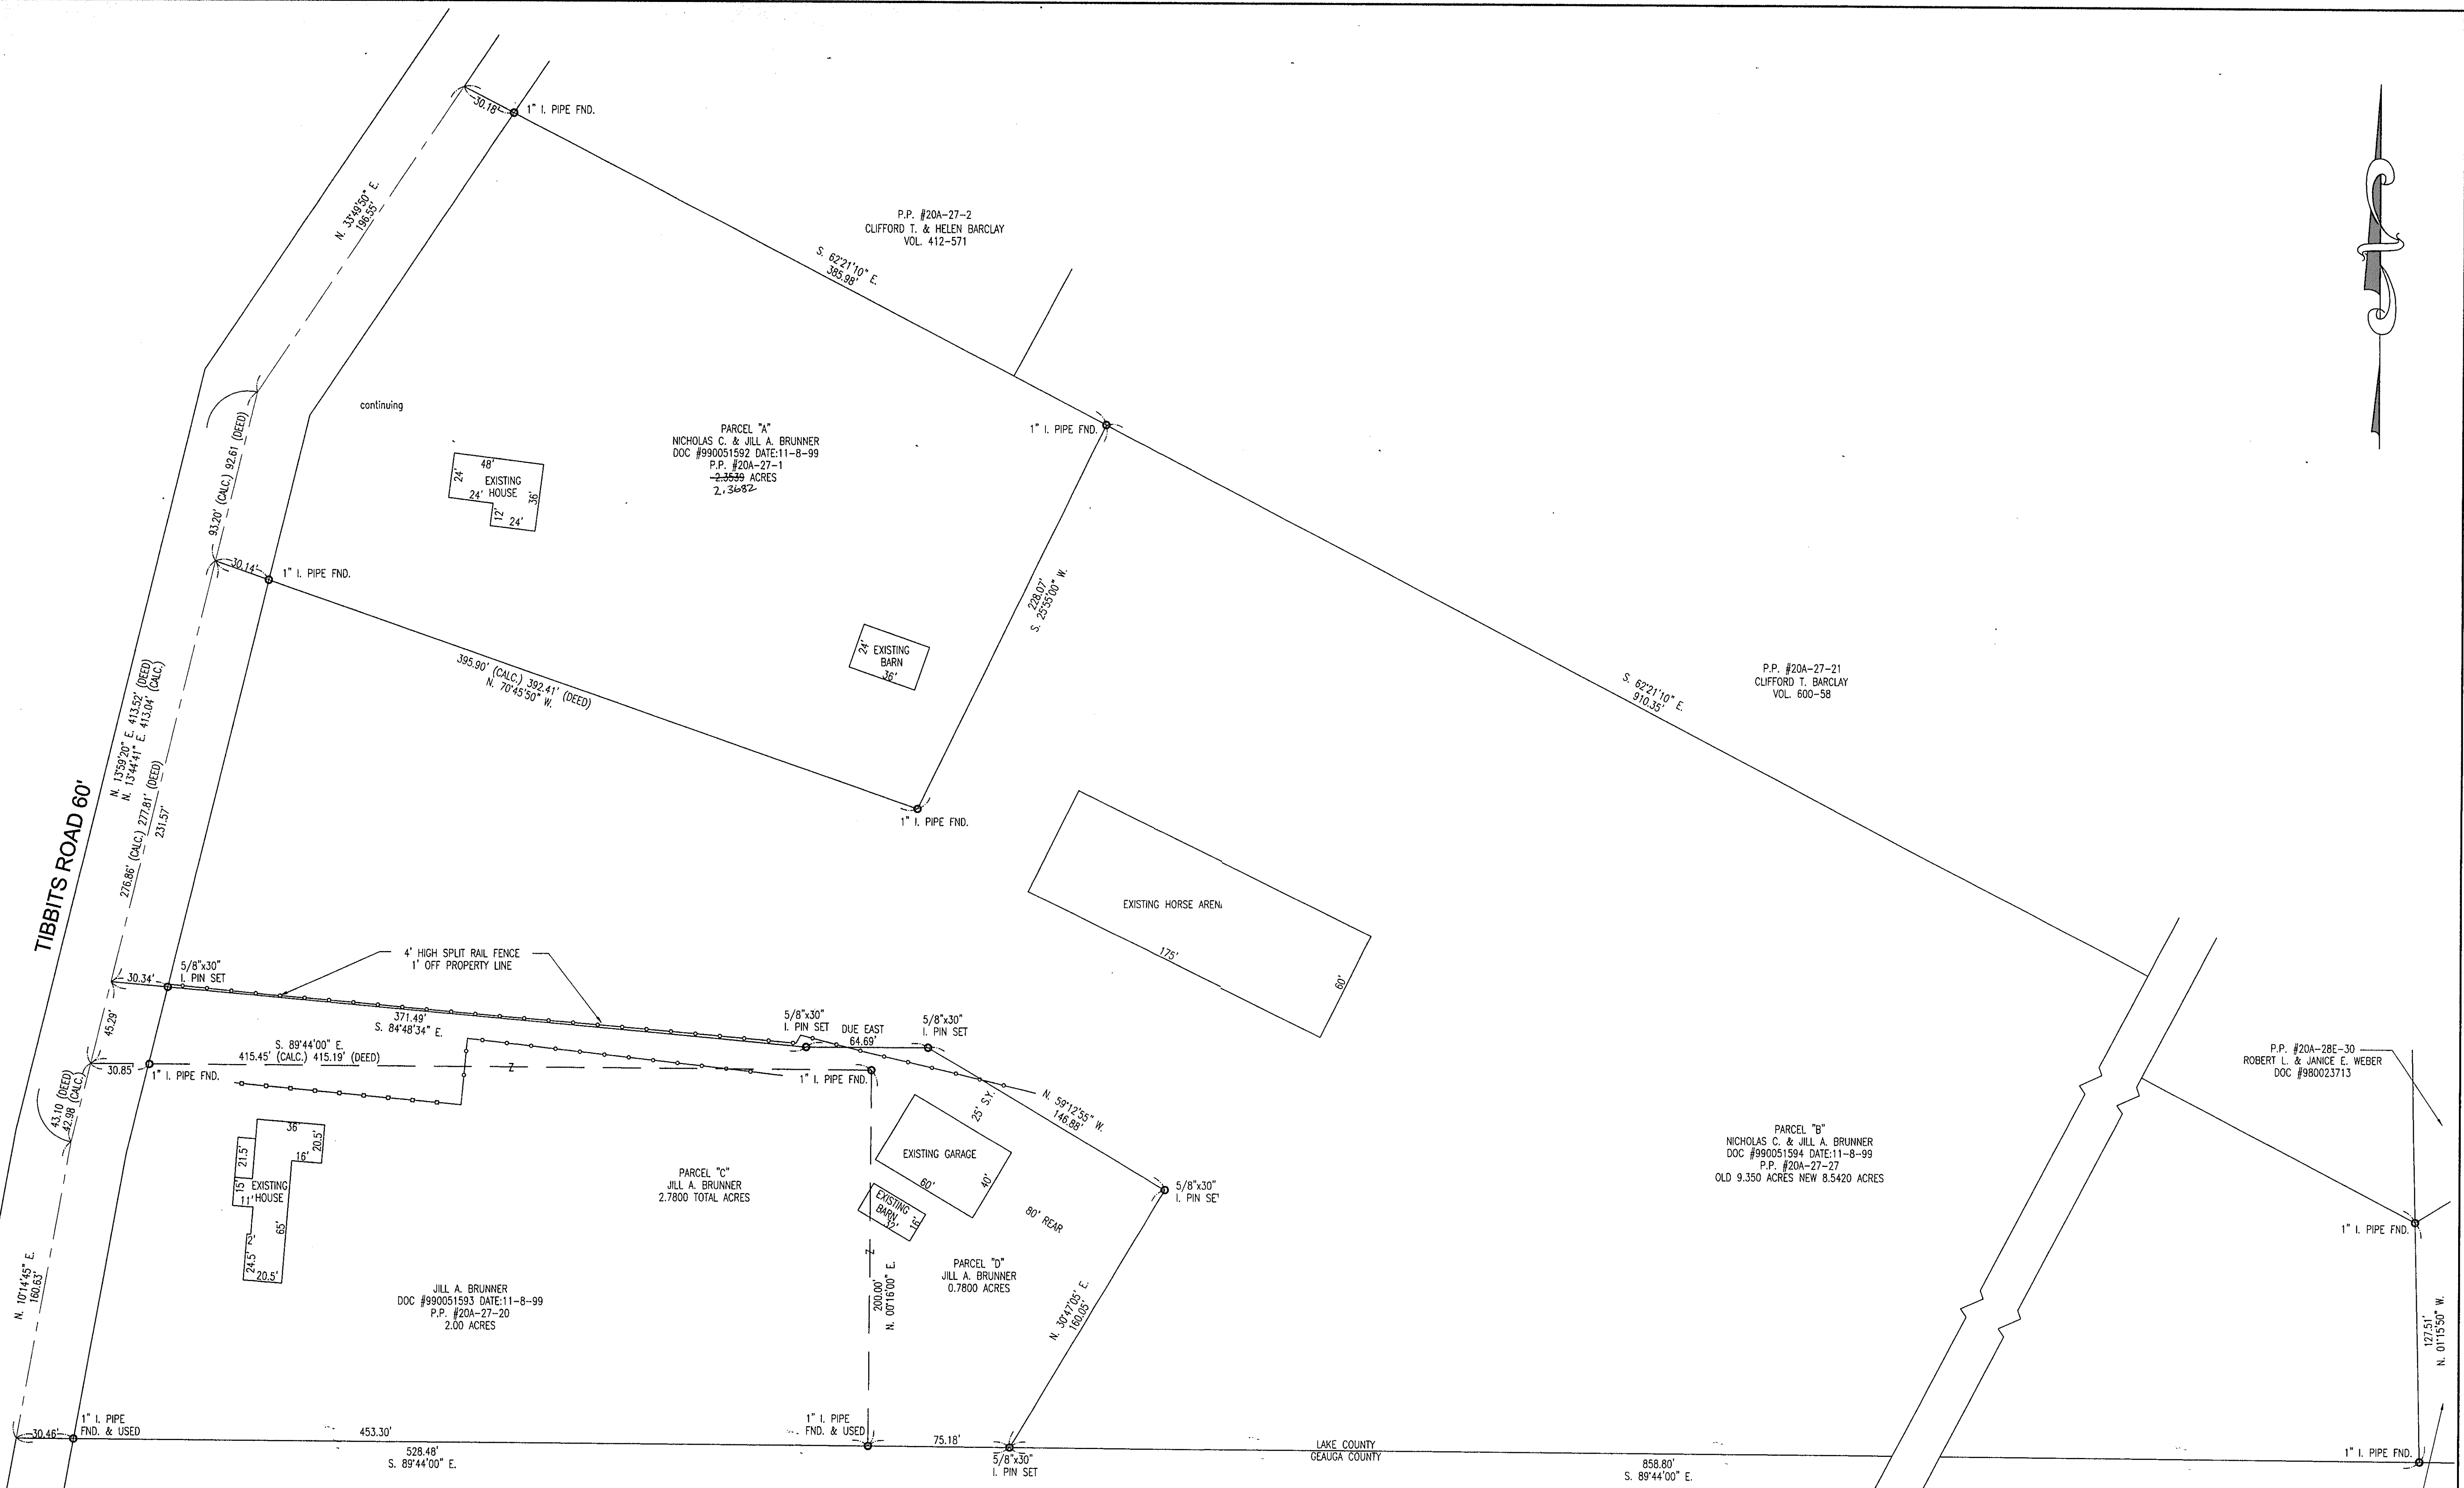 30.18'
1" I. PIPE FND.
N. 33°49'50" E.
196.55'
P.P. #20A-27-2
CLIFFORD T. & HELEN BARCLAY
VOL. 412-571
S. 62°21'10" E.
385.98'
continuing
PARCEL "A"
NICHOLAS C. & JILL A. BRUNNER
DOC #990051592 DATE:11-8-99
P.P. #20A-27-1
2.3539 ACRES
2.3682
1" I. PIPE FND.
93.20' (CALC.) 92.61 (DEED)
48'
24'
EXISTING
HOUSE
24'
36'
12'
24'
30.14'
1" I. PIPE FND.
228.07'
S. 25°55'00" W.
24'
EXISTING
BARN
36'
395.90' (CALC.) 392.41' (DEED)
N. 70°45'50" W.
S. 62°21'10" E.
910.35'
P.P. #20A-27-21
CLIFFORD T. BARCLAY
VOL. 600-58
N. 13°59'20" E. 413.52' (DEED)
N. 13°44'41" E. 413.04' (CALC.)
276.86' (CALC.) 277.81' (DEED)
231.57'
TIBBITS ROAD 60'
1" I. PIPE FND.
EXISTING HORSE AREN
175'
60'
4' HIGH SPLIT RAIL FENCE
1' OFF PROPERTY LINE
30.34'
5/8"x30"
I. PIN SET
371.49'
S. 84°48'34" E.
5/8"x30"
I. PIN SET
DUE EAST
64.69'
5/8"x30"
I. PIN SET
45.29'
S. 89°44'00" E.
415.45' (CALC.) 415.19' (DEED)
Z
30.85'
1" I. PIPE FND.
1" I. PIPE FND.
43.10 (DEED)
42.98 (CALC.)
N. 59°12'55" W.
146.88'
25' S.Y.
EXISTING GARAGE
60'
40'
P.P. #20A-28E-30
ROBERT L. & JANICE E. WEBER
DOC #980023713
36'
20.5'
16'
21.5'
15'
EXISTING
HOUSE
11'
65'
2'
24.5'
20.5'
PARCEL "C"
JILL A. BRUNNER
2.7800 TOTAL ACRES
EXISTING
BARN
32'
16'
80' REAR
5/8"x30"
I. PIN SE
PARCEL "B"
NICHOLAS C. & JILL A. BRUNNER
DOC #990051594 DATE:11-8-99
P.P. #20A-27-27
OLD 9.350 ACRES NEW 8.5420 ACRES
1" I. PIPE FND.
N. 10°14'45" E.
160.63'
JILL A. BRUNNER
DOC #990051593 DATE:11-8-99
P.P. #20A-27-20
2.00 ACRES
Z
200.00'
N. 00°16'00" E.
PARCEL "D"
JILL A. BRUNNER
0.7800 ACRES
N. 30°47'05" E.
160.05'
127.51'
N. 01°15'50" W.
30.46'
1" I. PIPE
FND. & USED
453.30'
528.48'
S. 89°44'00" E.
1" I. PIPE
FND. & USED
75.18'
5/8"x30"
I. PIN SET
LAKE COUNTY
GEAUGA COUNTY
858.80'
S. 89°44'00" E.
1" I. PIPE FND.